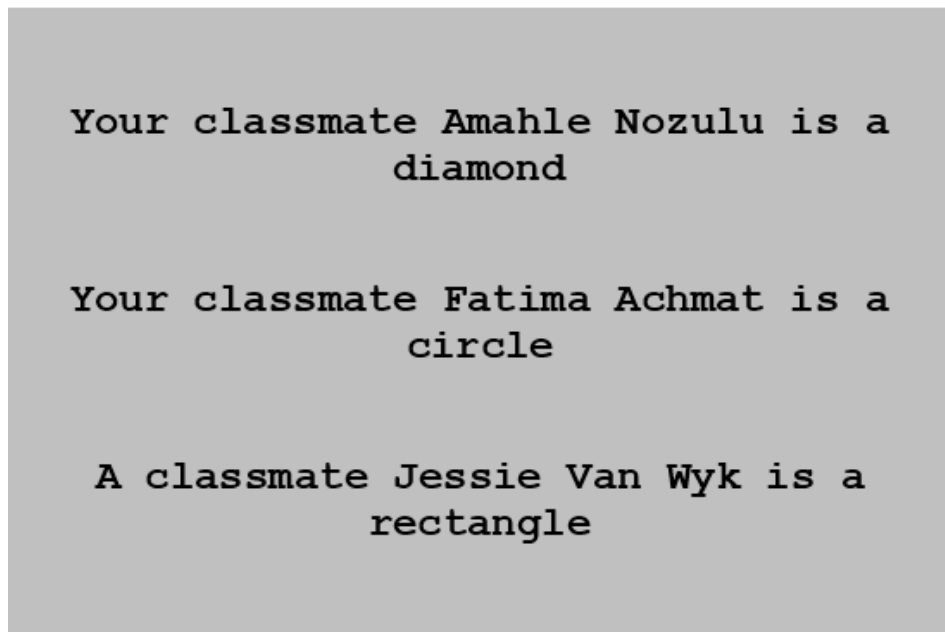 Your classmate Amahle Nozulu is a
diamond
Your classmate Fatima Achmat is a
circle
A classmate Jessie Van Wyk is a
rectangle